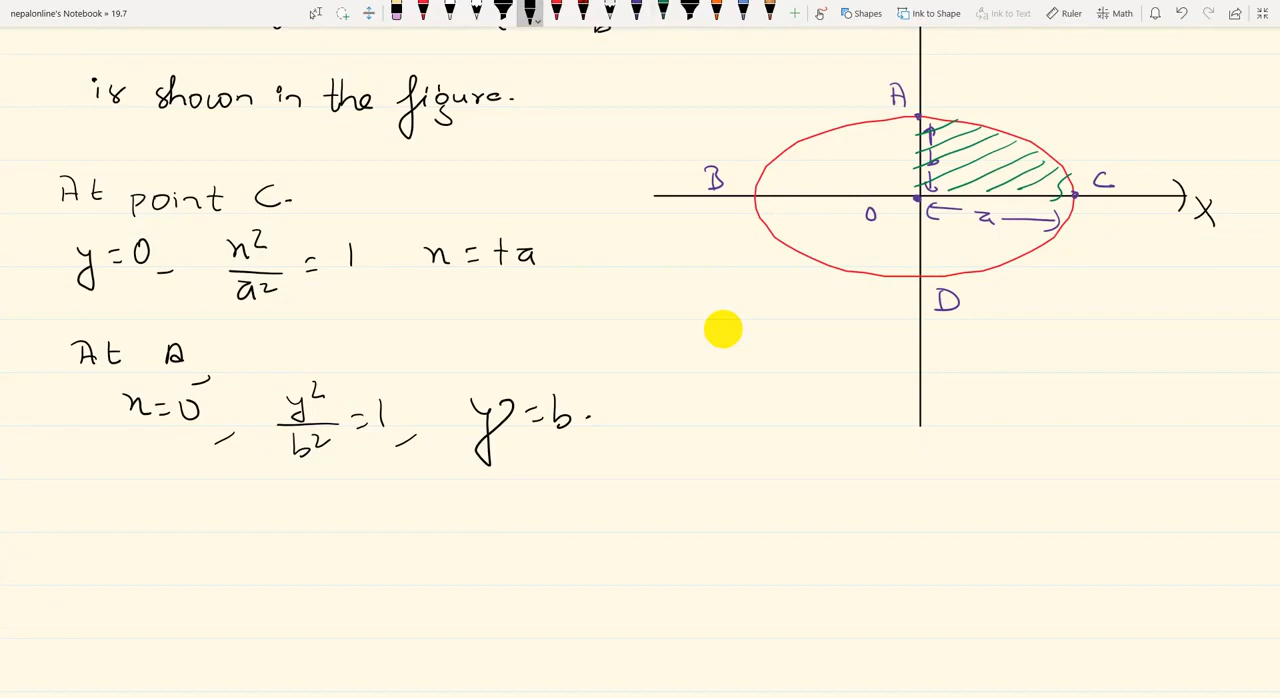 nepalonline's Notebook » 19.7
Shapes
Ink to Shape
Ink to Text
Ruler
Math
is shown in the figure.
At point C.
y = 0, x²/a² = 1 x = +a
At A,
x = 0, y²/b² = 1, y = b.
A
B
b
C
O
a
X
D